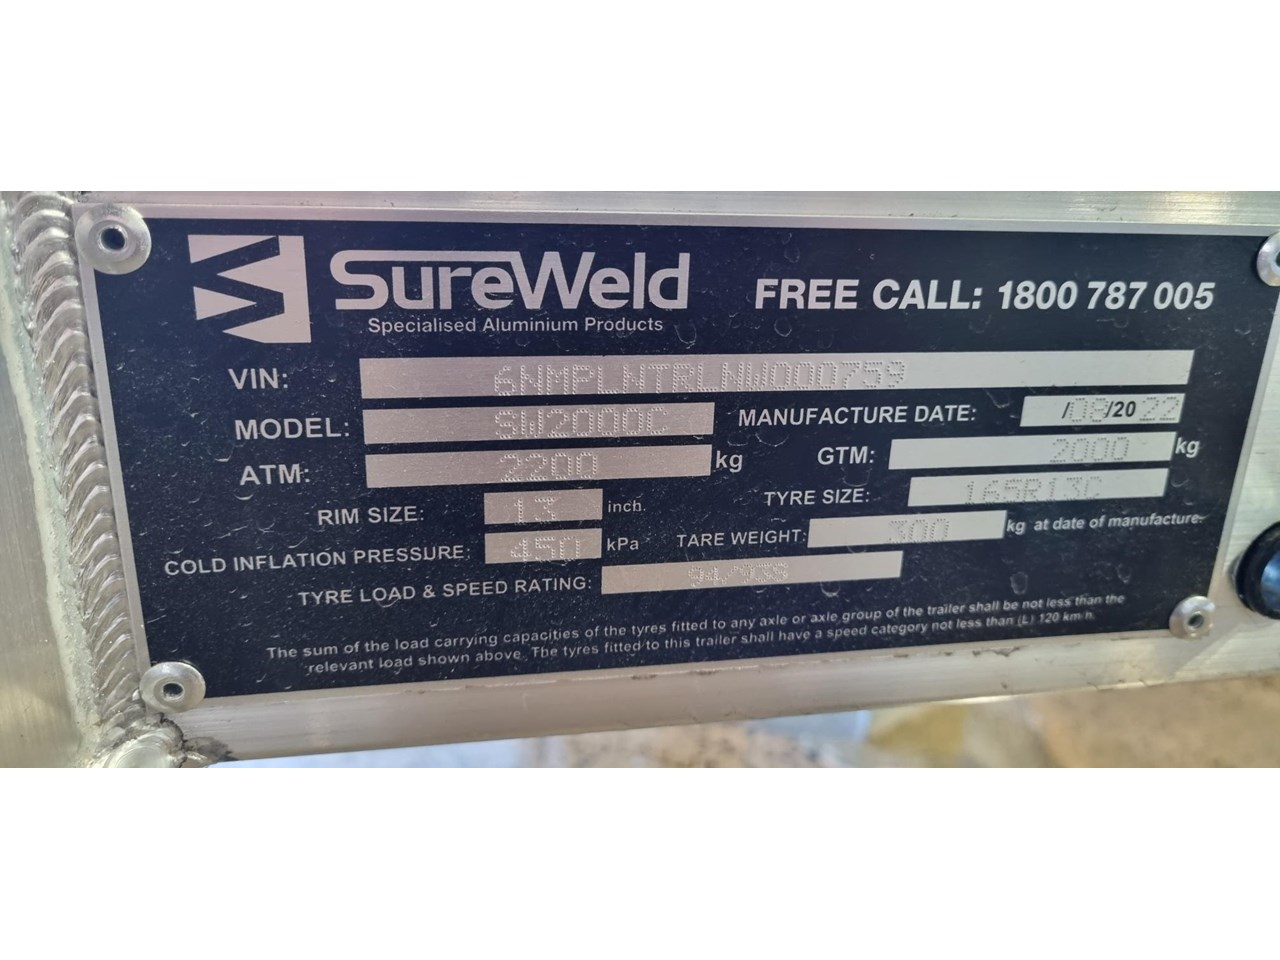 SureWeld
Specialised Aluminium Products
FREE CALL: 1800 787 005
VIN: 6NMPLNTRLNW000759
MODEL: SW2000C MANUFACTURE DATE: /08/20 22
ATM: 2200 kg GTM: 2000 kg
RIM SIZE: 13 inch. TYRE SIZE: 165R13C
COLD INFLATION PRESSURE: 450 kPa TARE WEIGHT: 300 kg at date of manufacture.
TYRE LOAD & SPEED RATING: 94/93S
The sum of the load carrying capacities of the tyres fitted to any axle or axle group of the trailer shall be not less than the
relevant load shown above. The tyres fitted to this trailer shall have a speed category not less than (L) 120 km/h.